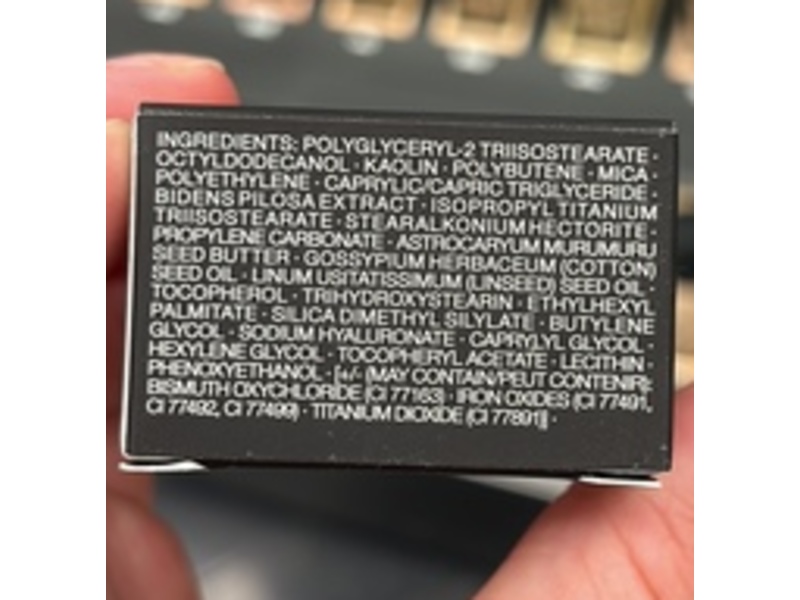 INGREDIENTS: POLYGLYCERYL-2 TRIISOSTEARATE ·
OCTYLDODECANOL · KAOLIN · POLYBUTENE · MICA ·
POLYETHYLENE · CAPRYLIC/CAPRIC TRIGLYCERIDE ·
BIDENS PILOSA EXTRACT · ISOPROPYL TITANIUM
TRIISOSTEARATE · STEARALKONIUM HECTORITE ·
PROPYLENE CARBONATE · ASTROCARYUM MURUMURU
SEED BUTTER · GOSSYPIUM HERBACEUM (COTTON)
SEED OIL · LINUM USITATISSIMUM (LINSEED) SEED OIL ·
TOCOPHEROL · TRIHYDROXYSTEARIN · ETHYLHEXYL
PALMITATE · SILICA DIMETHYL SILYLATE · BUTYLENE
GLYCOL · SODIUM HYALURONATE · CAPRYLYL GLYCOL ·
HEXYLENE GLYCOL · TOCOPHERYL ACETATE · LECITHIN ·
PHENOXYETHANOL · [+/- (MAY CONTAIN/PEUT CONTENIR):
BISMUTH OXYCHLORIDE (CI 77163) · IRON OXIDES (CI 77491,
CI 77492, CI 77499) · TITANIUM DIOXIDE (CI 77891)] ·